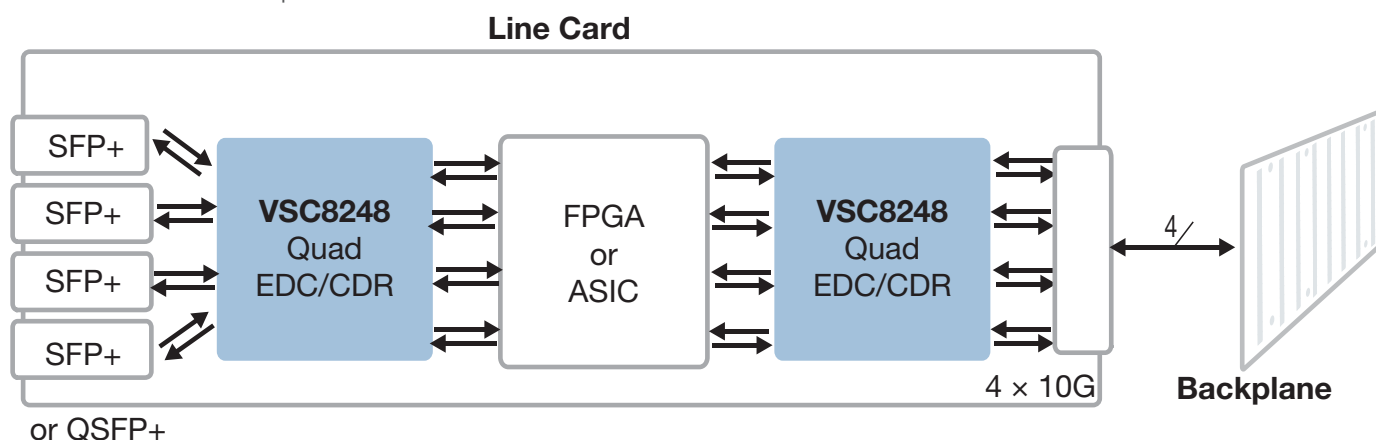 Line Card
SFP+
SFP+
SFP+
SFP+
or QSFP+
VSC8248
Quad
EDC/CDR
FPGA
or
ASIC
VSC8248
Quad
EDC/CDR
4 × 10G
4/
Backplane